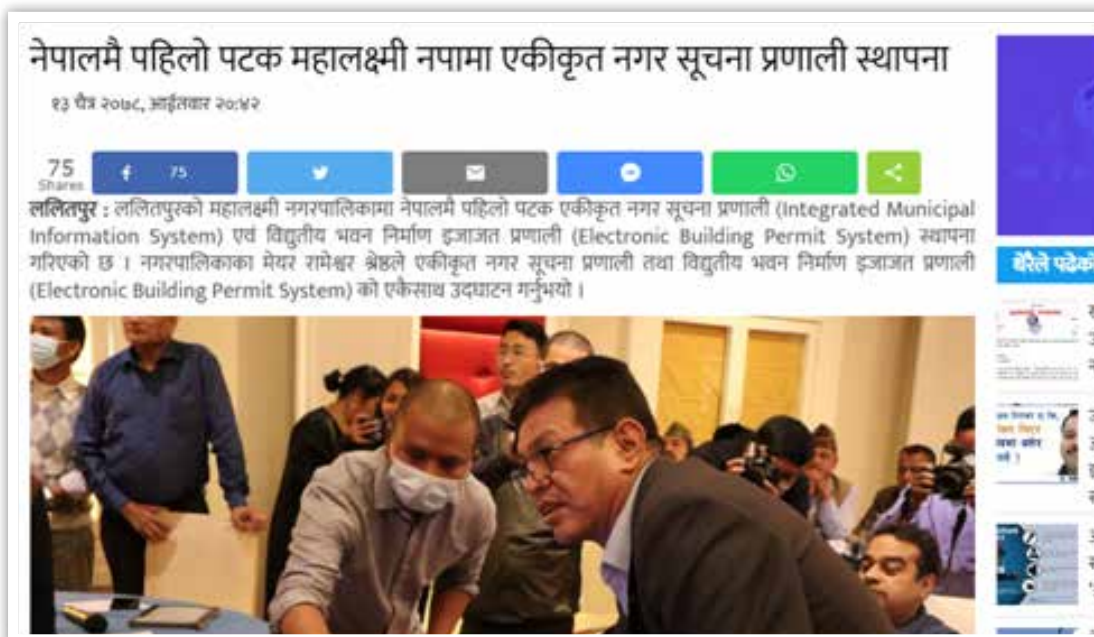 नेपालमै पहिलो पटक महालक्ष्मी नपामा एकीकृत नगर सूचना प्रणाली स्थापना
१३ चैत्र २०७८, आईतवार २०:४२
75
Shares
75
ललितपुर : ललितपुरको महालक्ष्मी नगरपालिकामा नेपालमै पहिलो पटक एकीकृत नगर सूचना प्रणाली (Integrated Municipal
Information System) एवं विद्युतीय भवन निर्माण इजाजत प्रणाली (Electronic Building Permit System) स्थापना
गरिएको छ । नगरपालिकाका मेयर रामेश्वर श्रेष्ठले एकीकृत नगर सूचना प्रणाली तथा विद्युतीय भवन निर्माण इजाजत प्रणाली
(Electronic Building Permit System) को एकैसाथ उदघाटन गर्नुभयो ।
धेरैले पढेको